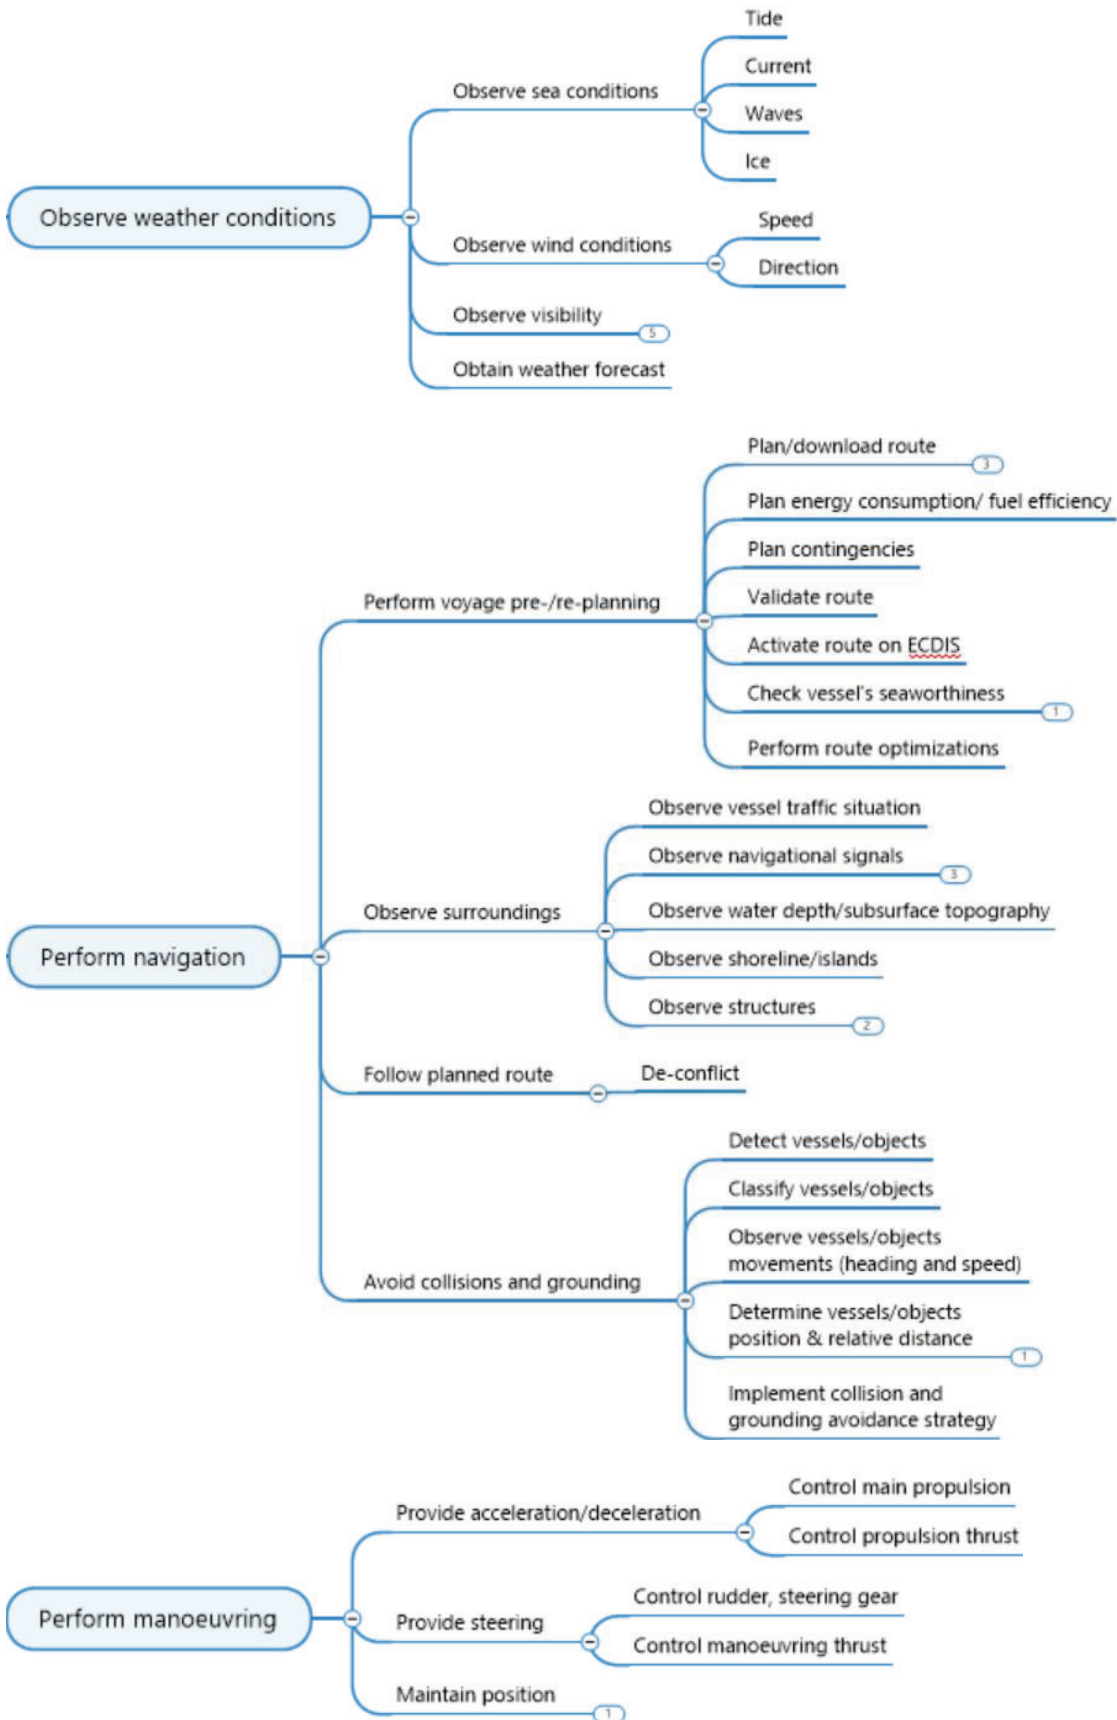 Tide
Current
Observe sea conditions
Waves
Ice
Observe weather conditions
Speed
Observe wind conditions
Direction
Observe visibility
5
Obtain weather forecast
Plan/download route
3
Plan energy consumption/ fuel efficiency
Plan contingencies
Perform voyage pre-/re-planning
Validate route
Activate route on ECDIS
Check vessel's seaworthiness
1
Perform route optimizations
Observe vessel traffic situation
Observe navigational signals
3
Observe surroundings
Observe water depth/subsurface topography
Perform navigation
Observe shoreline/islands
Observe structures
2
Follow planned route
De-conflict
Detect vessels/objects
Classify vessels/objects
Observe vessels/objects
movements (heading and speed)
Avoid collisions and grounding
Determine vessels/objects
position & relative distance
1
Implement collision and
grounding avoidance strategy
Control main propulsion
Provide acceleration/deceleration
Control propulsion thrust
Control rudder, steering gear
Perform manoeuvring
Provide steering
Control manoeuvring thrust
Maintain position
1